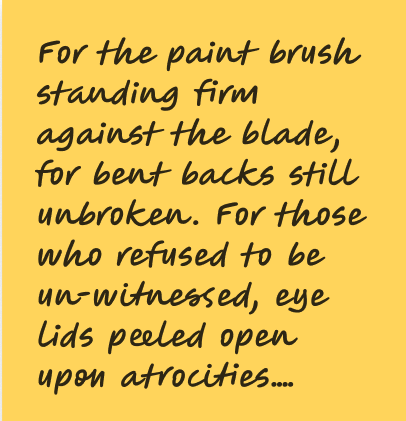 For the paint brush
standing firm
against the blade,
for bent backs still
unbroken. For those
who refused to be
un-witnessed, eye
lids peeled open
upon atrocities....